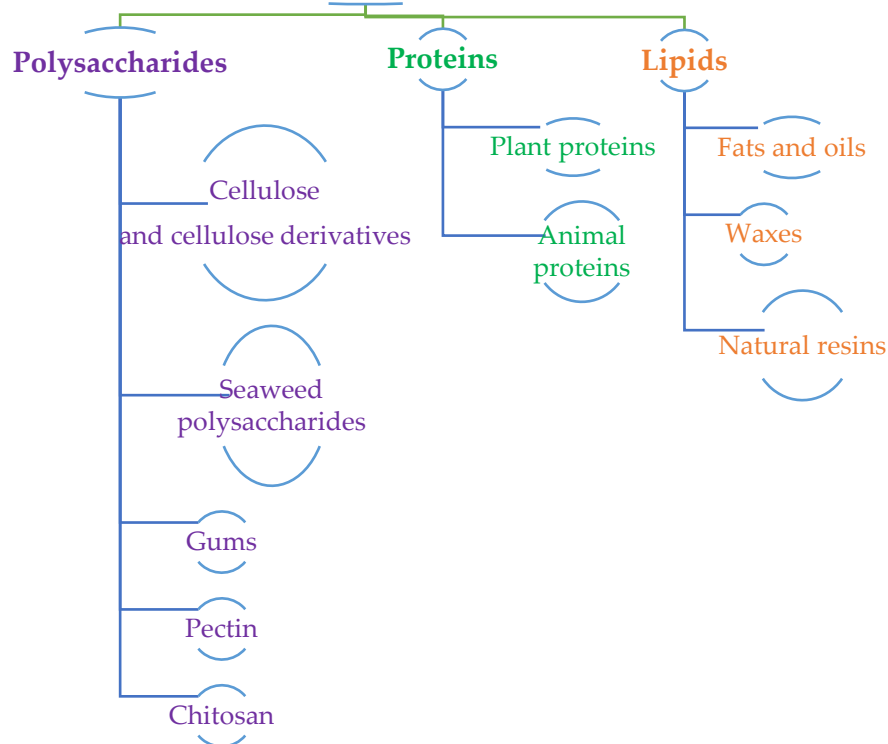 Polysaccharides
Cellulose
and cellulose derivatives
Seaweed
polysaccharides
Gums
Pectin
Chitosan
Proteins
Plant proteins
Animal
proteins
Lipids
Fats and oils
Waxes
Natural resins